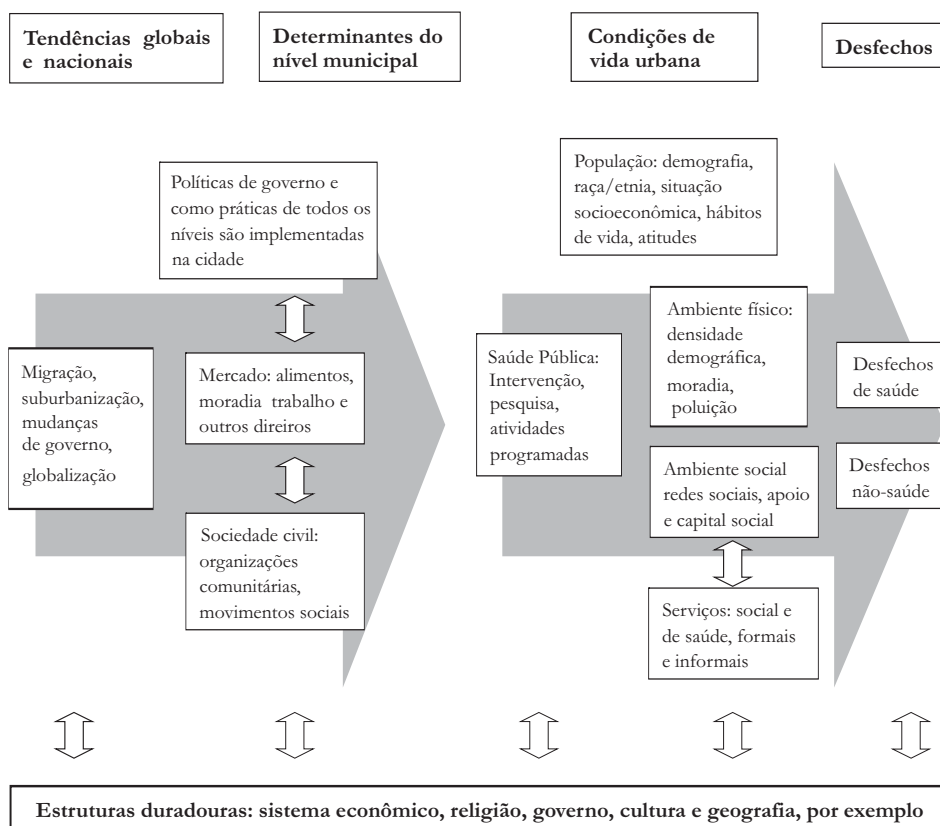 Tendências globais
e nacionais
Determinantes do
nível municipal
Condições de
vida urbana
Desfechos
Políticas de governo e
como práticas de todos os
níveis são implementadas
na cidade
População: demografia,
raça/etnia, situação
socioeconômica, hábitos
de vida, atitudes
Migração,
suburbanização,
mudanças
de governo,
globalização
Mercado: alimentos,
moradia trabalho e
outros direiros
Saúde Pública:
Intervenção,
pesquisa,
atividades
programadas
Ambiente físico:
densidade
demográfica,
moradia,
poluição
Desfechos
de saúde
Ambiente social
redes sociais, apoio
e capital social
Desfechos
não-saúde
Sociedade civil:
organizações
comunitárias,
movimentos sociais
Serviços: social e
de saúde, formais
e informais
Estruturas duradouras: sistema econômico, religião, governo, cultura e geografia, por exemplo